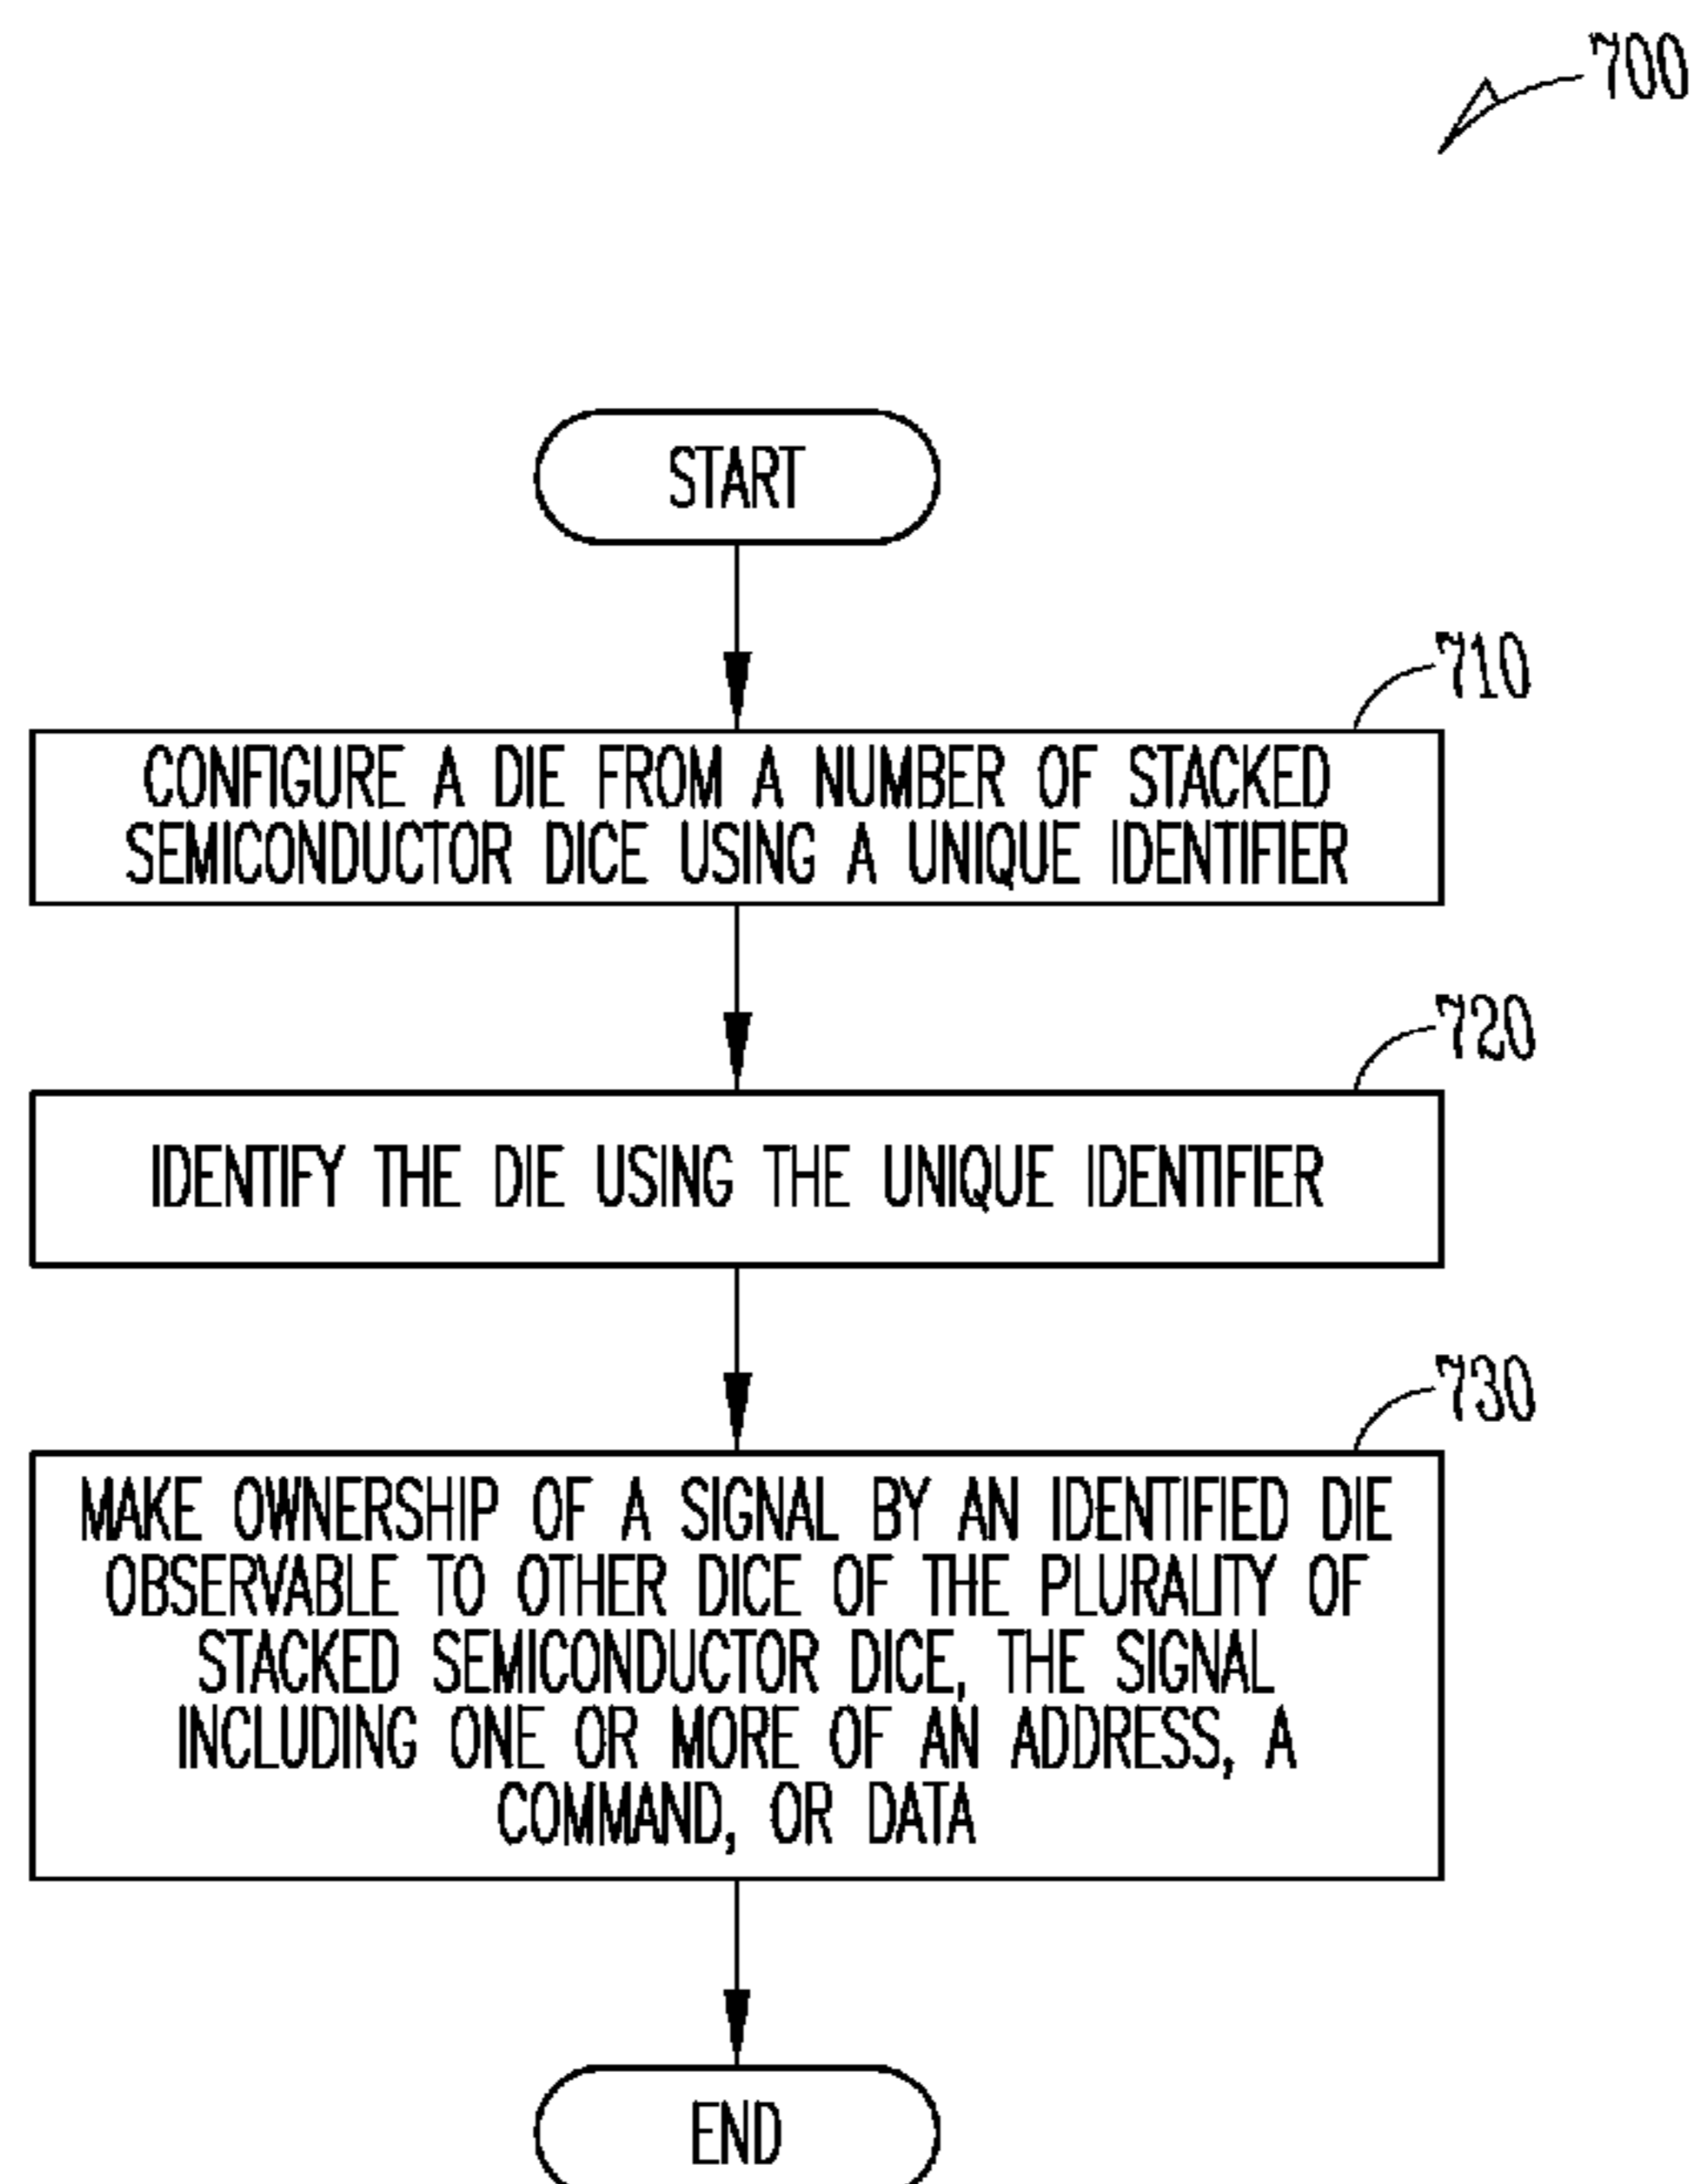 700
START
710
CONFIGURE A DIE FROM A NUMBER OF STACKED
SEMICONDUCTOR DICE USING A UNIQUE IDENTIFIER
720
IDENTIFY THE DIE USING THE UNIQUE IDENTIFIER
730
MAKE OWNERSHIP OF A SIGNAL BY AN IDENTIFIED DIE
OBSERVABLE TO OTHER DICE OF THE PLURALITY OF
STACKED SEMICONDUCTOR DICE, THE SIGNAL
INCLUDING ONE OR MORE OF AN ADDRESS, A
COMMAND, OR DATA
END